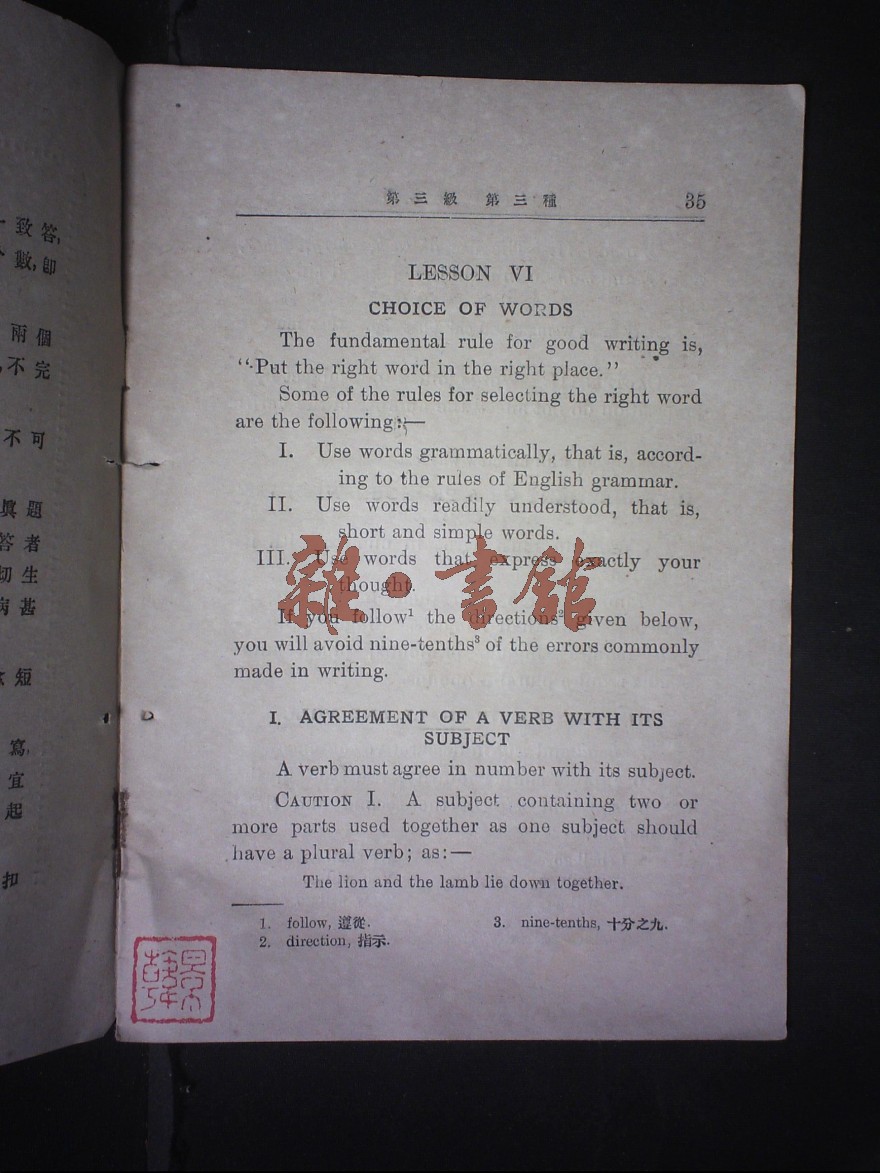 致答,
數,卽
兩個
不完
不可
眞題
答者
切生
病甚
短
寫,
宜
起
扣
第三級 第三種 35
LESSON VI
CHOICE OF WORDS
The fundamental rule for good writing is,
“Put the right word in the right place.”
Some of the rules for selecting the right word
are the following:—
I. Use words grammatically, that is, accord-
ing to the rules of English grammar.
II. Use words readily understood, that is,
short and simple words.
III. Use words that express exactly your
thought.
If you follow¹ the directions² given below,
you will avoid nine-tenths³ of the errors commonly
made in writing.
I. AGREEMENT OF A VERB WITH ITS
SUBJECT
A verb must agree in number with its subject.
CAUTION I. A subject containing two or
more parts used together as one subject should
have a plural verb; as:—
The lion and the lamb lie down together.
1. follow, 遵從. 3. nine-tenths, 十分之九.
2. direction, 指示.
雜·書館